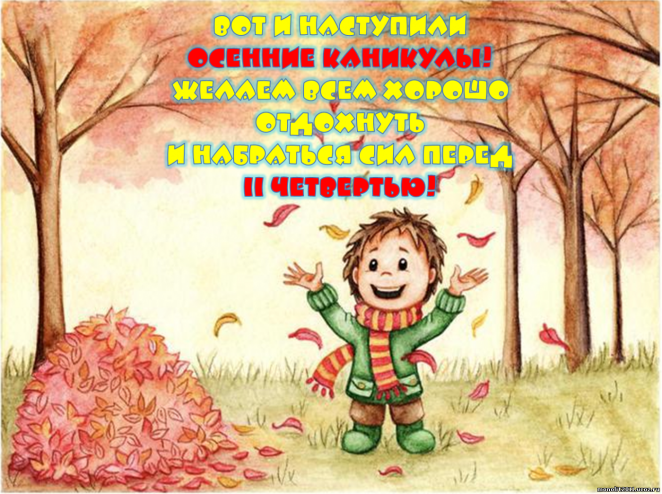 ВОТ И НАСТУПИЛИ
ОСЕННИЕ КАНИКУЛЫ!
ЖЕЛАЕМ ВСЕМ ХОРОШО
ОТДОХНУТЬ
И НАБРАТЬСЯ СИЛ ПЕРЕД
II ЧЕТВЕРТЬЮ!